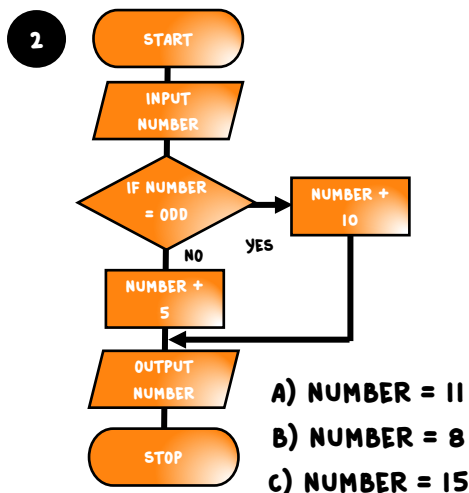 2
START
INPUT
NUMBER
IF NUMBER
= ODD
NUMBER +
10
YES
NO
NUMBER +
5
OUTPUT
NUMBER
STOP
A) NUMBER = 11
B) NUMBER = 8
C) NUMBER = 15